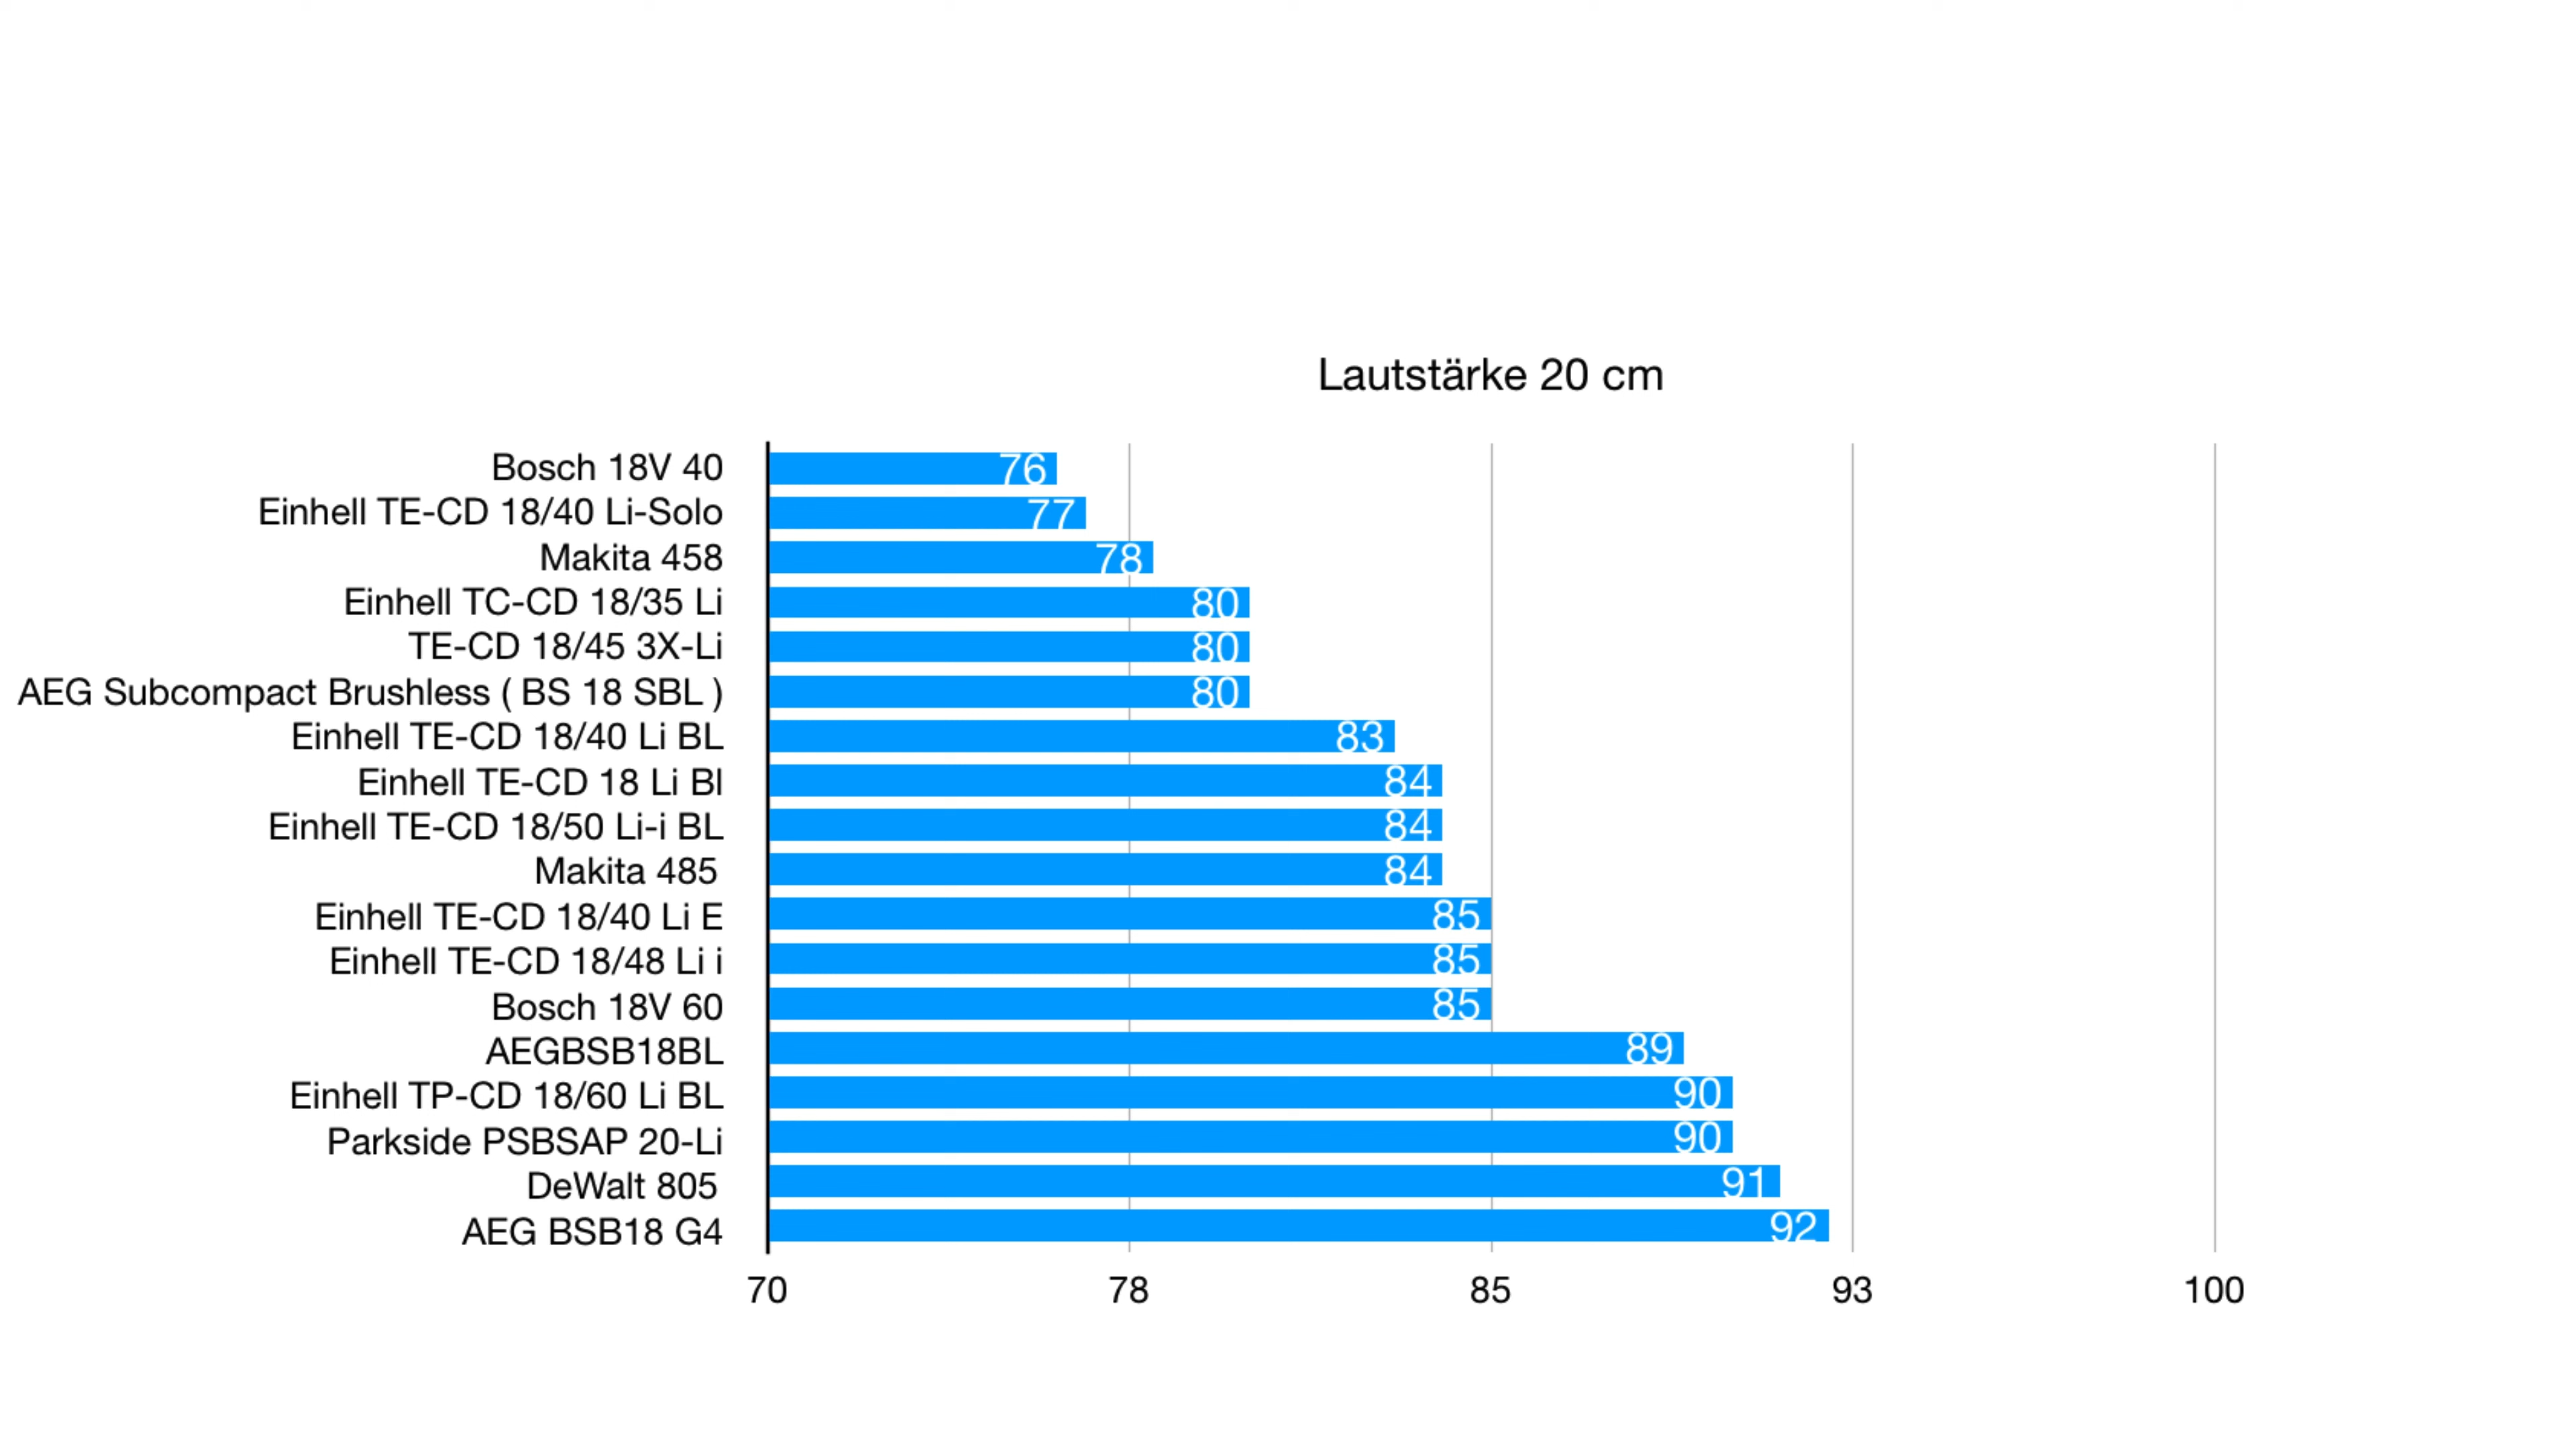 Lautstärke 20 cm
Bosch 18V 40 76
Einhell TE-CD 18/40 Li-Solo 77
Makita 458 78
Einhell TC-CD 18/35 Li 80
TE-CD 18/45 3X-Li 80
AEG Subcompact Brushless ( BS 18 SBL ) 80
Einhell TE-CD 18/40 Li BL 83
Einhell TE-CD 18 Li Bl 84
Einhell TE-CD 18/50 Li-i BL 84
Makita 485 84
Einhell TE-CD 18/40 Li E 85
Einhell TE-CD 18/48 Li i 85
Bosch 18V 60 85
AEGBSB18BL 89
Einhell TP-CD 18/60 Li BL 90
Parkside PSBSAP 20-Li 90
DeWalt 805 91
AEG BSB18 G4 92
70 78 85 93 100